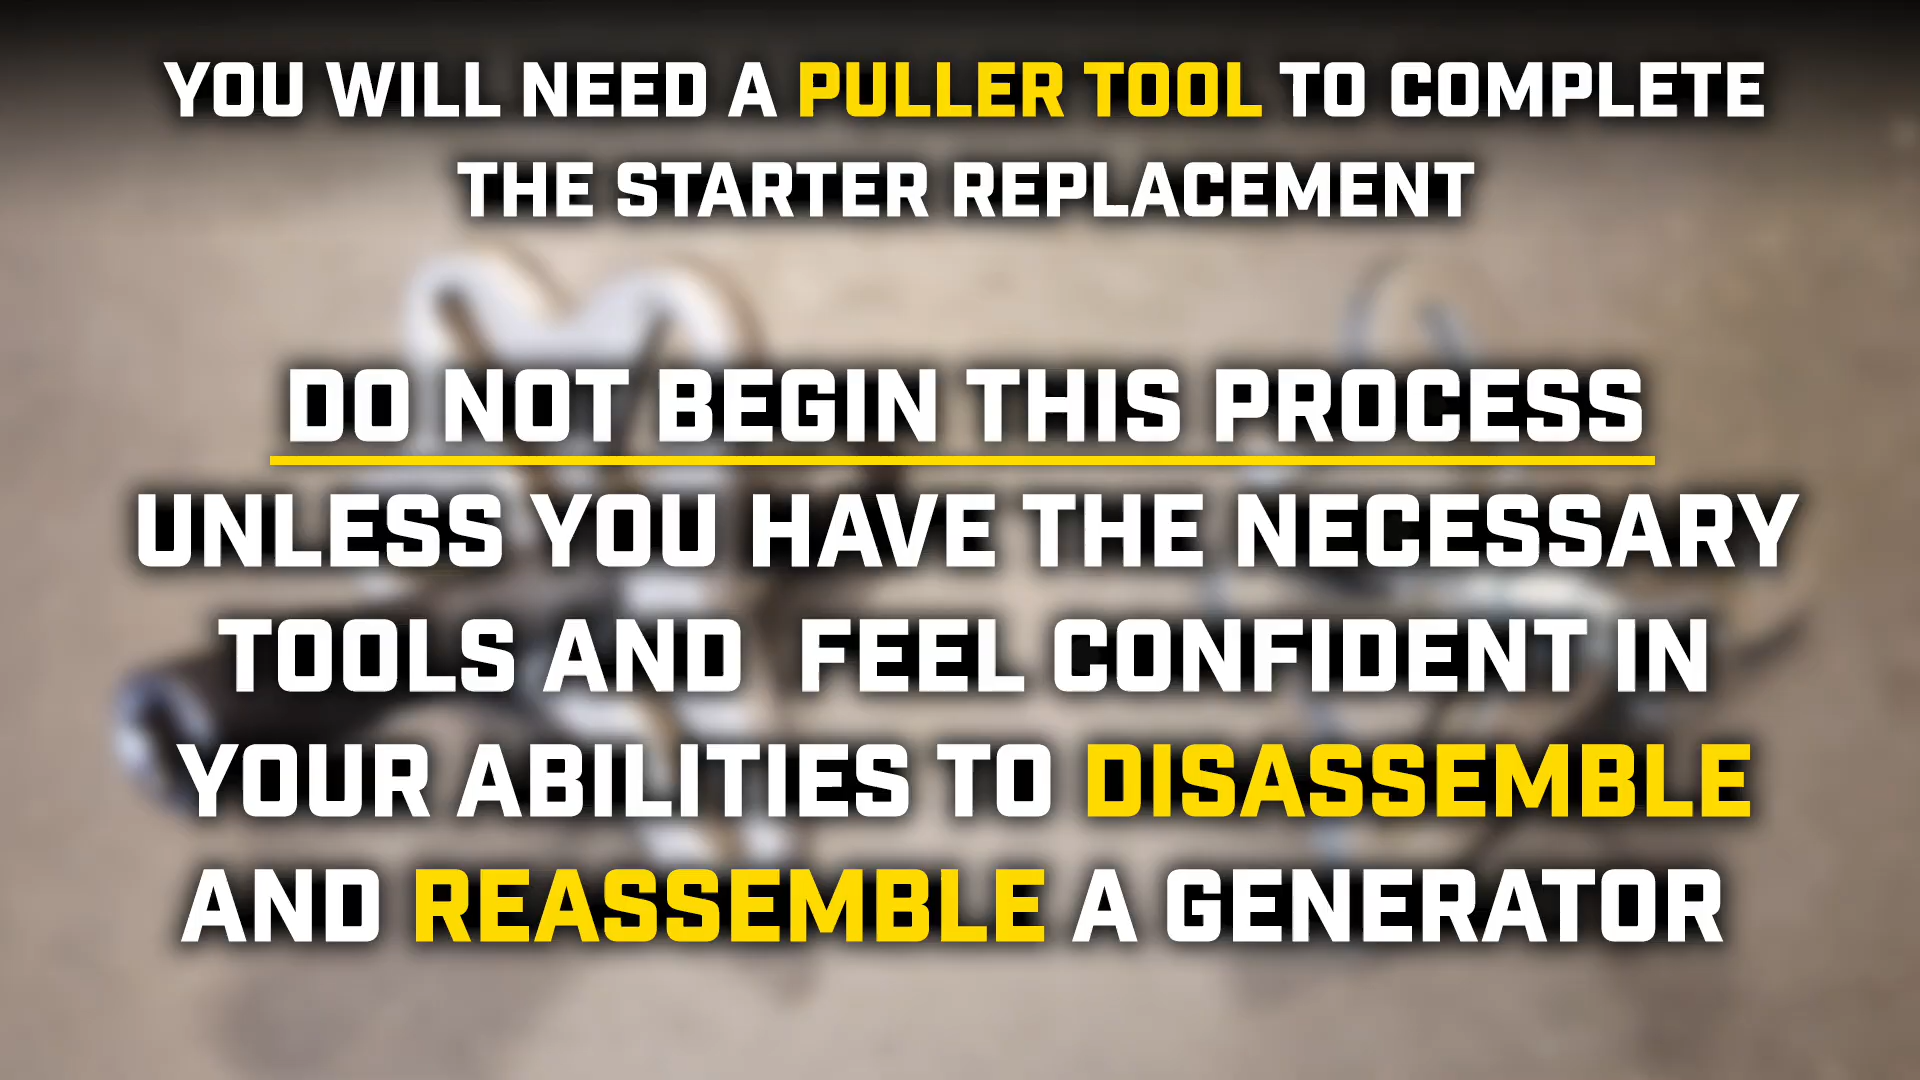 YOU WILL NEED A PULLER TOOL TO COMPLETE
THE STARTER REPLACEMENT
DO NOT BEGIN THIS PROCESS
UNLESS YOU HAVE THE NECESSARY
TOOLS AND FEEL CONFIDENT IN
YOUR ABILITIES TO DISASSEMBLE
AND REASSEMBLE A GENERATOR